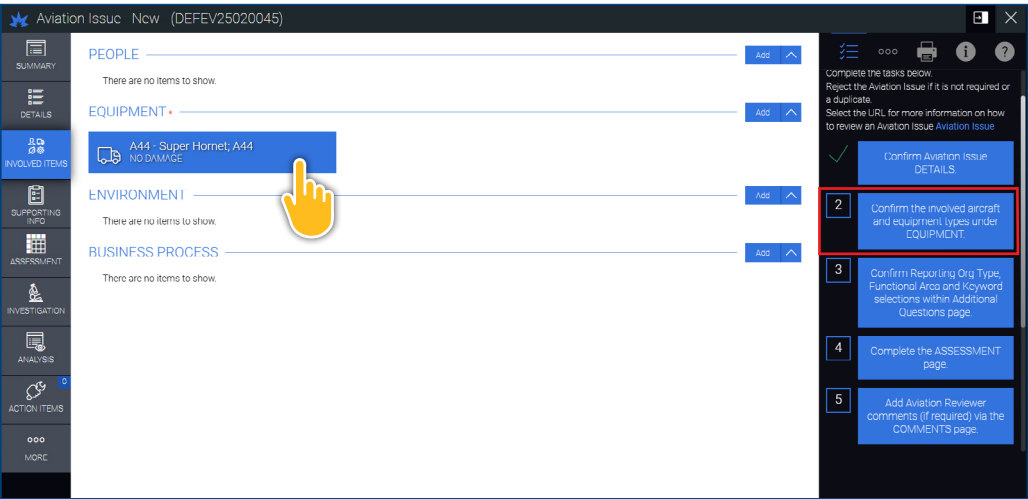 Aviation Issue New (DEFEV25020045)
SUMMARY
DETAILS
INVOLVED ITEMS
SUPPORTING
INFO
ASSESSMENT
INVESTIGATION
ANALYSIS
0
ACTION ITEMS
MORE
PEOPLE
Add
There are no items to show.
EQUIPMENT *
Add
A44 - Super Hornet; A44
NO DAMAGE
ENVIRONMENT
Add
There are no items to show.
BUSINESS PROCESS
Add
There are no items to show.
Complete the tasks below.
Reject the Aviation Issue if it is not required or
a duplicate.
Select the URL for more information on how
to review an Aviation Issue Aviation Issue
Confirm Aviation Issue
DETAILS.
2
Confirm the involved aircraft
and equipment types under
EQUIPMENT.
3
Confirm Reporting Org Type,
Functional Area and Keyword
selections within Additional
Questions page.
4
Complete the ASSESSMENT
page.
5
Add Aviation Reviewer
comments (if required) via the
COMMENTS page.